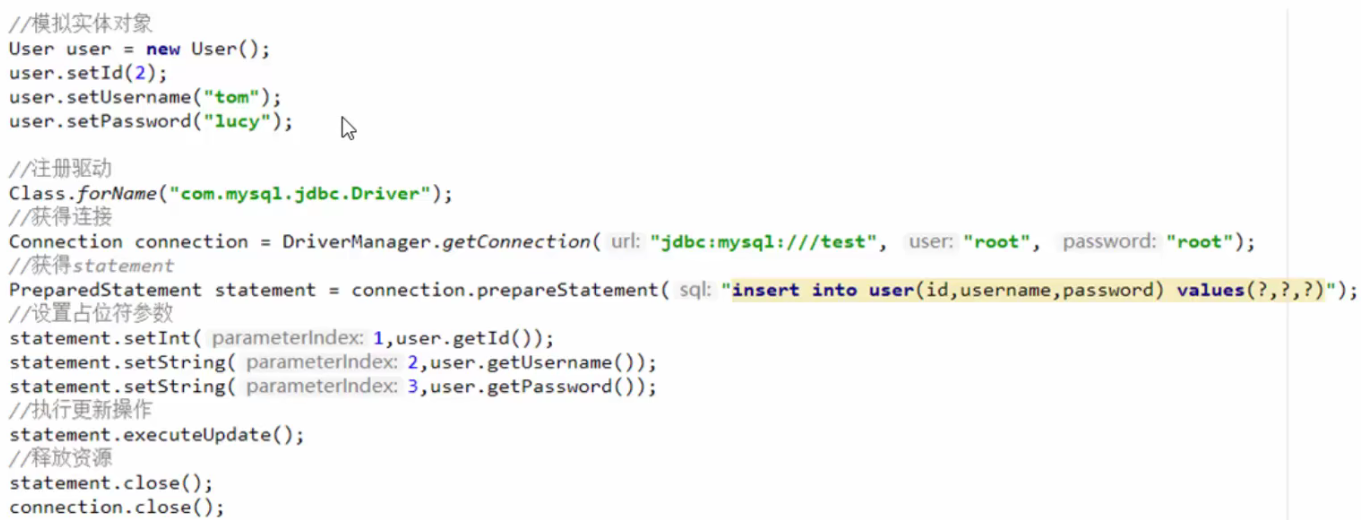 //模拟实体对象
User user = new User();
user.setId(2);
user.setUsername("tom");
user.setPassword("lucy");
//注册驱动
Class.forName("com.mysql.jdbc.Driver");
//获得连接
Connection connection = DriverManager.getConnection( url: "jdbc:mysql:///test", user: "root", password: "root");
//获得statement
PreparedStatement statement = connection.prepareStatement( sql: "insert into user(id,username,password) values(?,?,?)");
//设置占位符参数
statement.setInt( parameterIndex: 1,user.getId());
statement.setString( parameterIndex: 2,user.getUsername());
statement.setString( parameterIndex: 3,user.getPassword());
//执行更新操作
statement.executeUpdate();
//释放资源
statement.close();
connection.close();